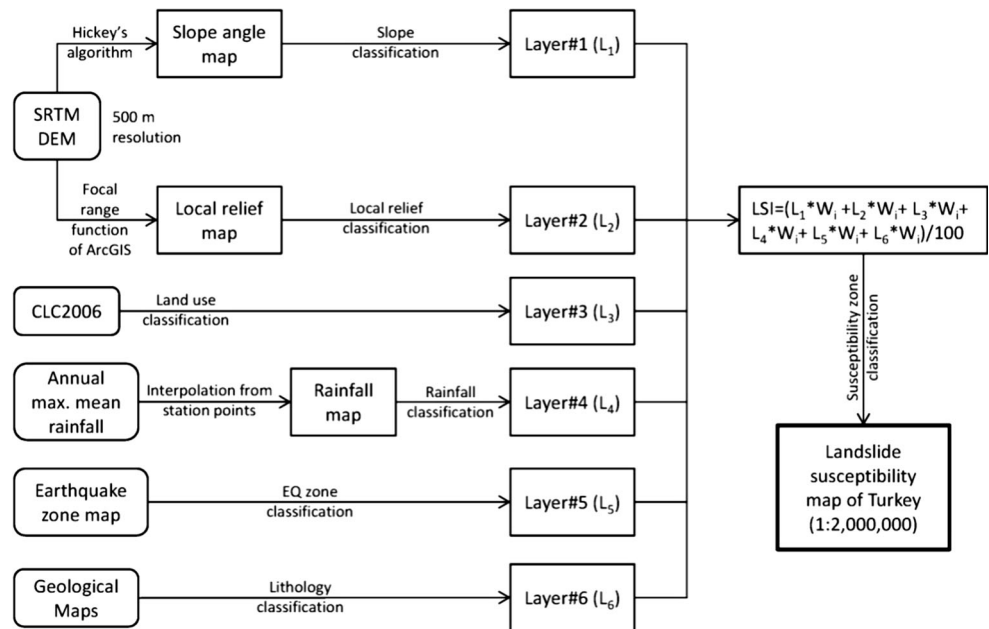 Hickey's
algorithm
Slope angle
map
Slope
classification
Layer#1 (L₁)
SRTM
DEM
500 m
resolution
Focal
range
function
of ArcGIS
Local relief
map
Local relief
classification
Layer#2 (L₂)
LSI=(L₁*Wᵢ +L₂*Wᵢ+ L₃*Wᵢ+
L₄*Wᵢ+ L₅*Wᵢ+ L₆*Wᵢ)/100
CLC2006
Land use
classification
Layer#3 (L₃)
Susceptibility zone
classification
Annual
max. mean
rainfall
Interpolation from
station points
Rainfall
map
Rainfall
classification
Layer#4 (L₄)
Landslide
susceptibility
map of Turkey
(1:2,000,000)
Earthquake
zone map
EQ zone
classification
Layer#5 (L₅)
Geological
Maps
Lithology
classification
Layer#6 (L₆)